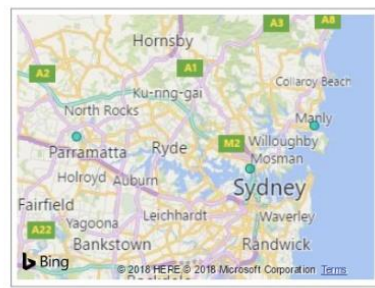 A3
A8
Hornsby
A2
A1
Collaroy Beach
Ku-ring-gai
North Rocks
Manly
M2
Willoughby
Parramatta
Ryde
Mosman
Holroyd
Auburn
Sydney
Fairfield
Leichhardt
Waverley
A22
Yagoona
Bankstown
Randwick
Bing
© 2018 HERE © 2018 Microsoft Corporation Terms